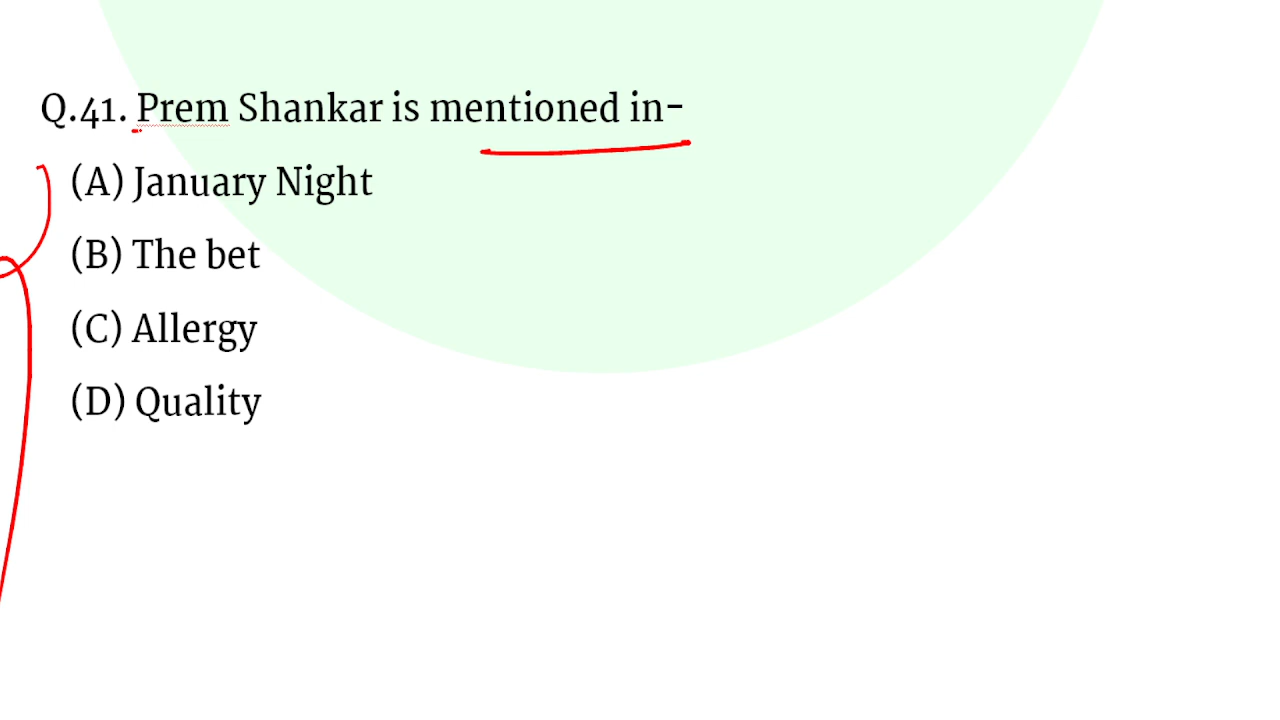 Q.41. Prem Shankar is mentioned in-
(A) January Night
(B) The bet
(C) Allergy
(D) Quality